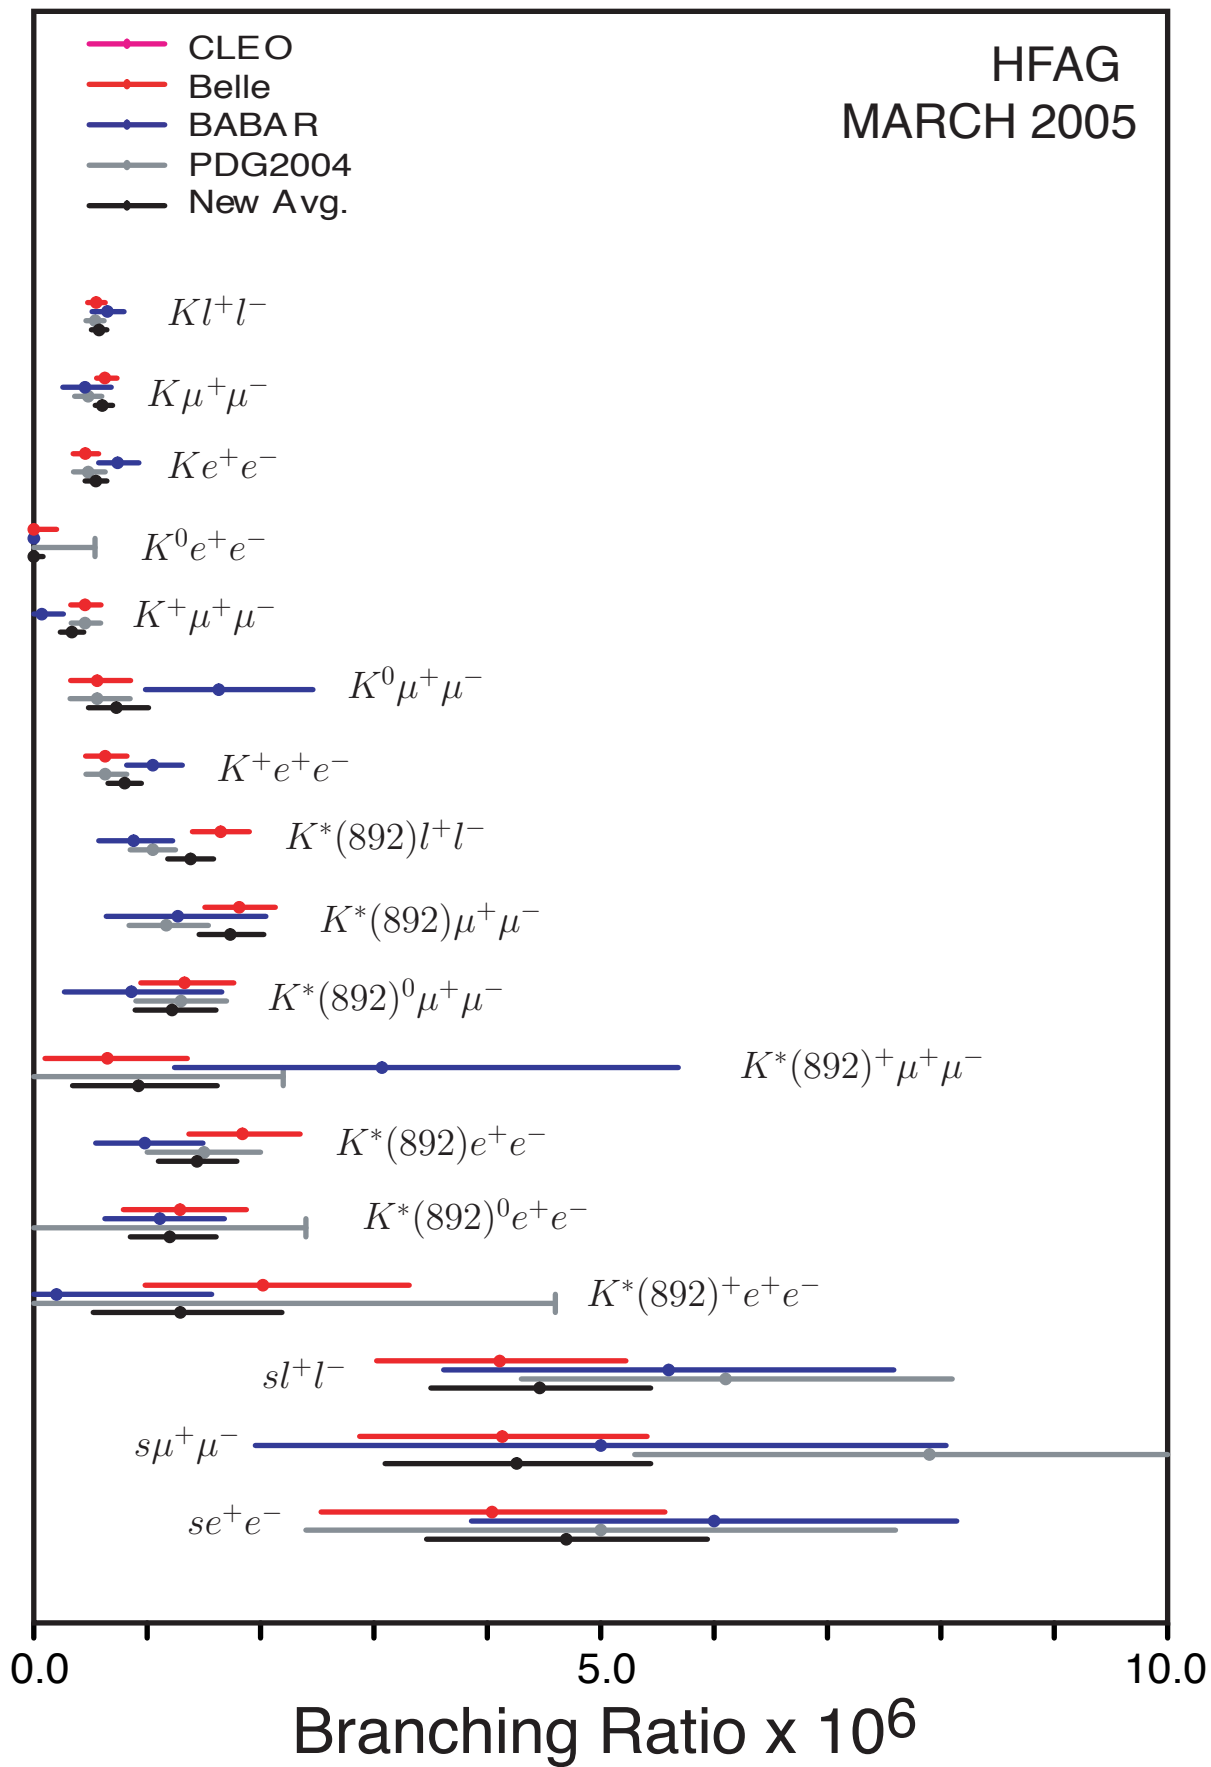 CLEO
Belle
BABAR
PDG2004
New Avg.
HFAG
MARCH 2005
Kl⁺l⁻
Kμ⁺μ⁻
Ke⁺e⁻
K⁰e⁺e⁻
K⁺μ⁺μ⁻
K⁰μ⁺μ⁻
K⁺e⁺e⁻
K*(892)l⁺l⁻
K*(892)μ⁺μ⁻
K*(892)⁰μ⁺μ⁻
K*(892)⁺μ⁺μ⁻
K*(892)e⁺e⁻
K*(892)⁰e⁺e⁻
K*(892)⁺e⁺e⁻
sl⁺l⁻
sμ⁺μ⁻
se⁺e⁻
0.0 5.0 10.0
Branching Ratio x 10⁶